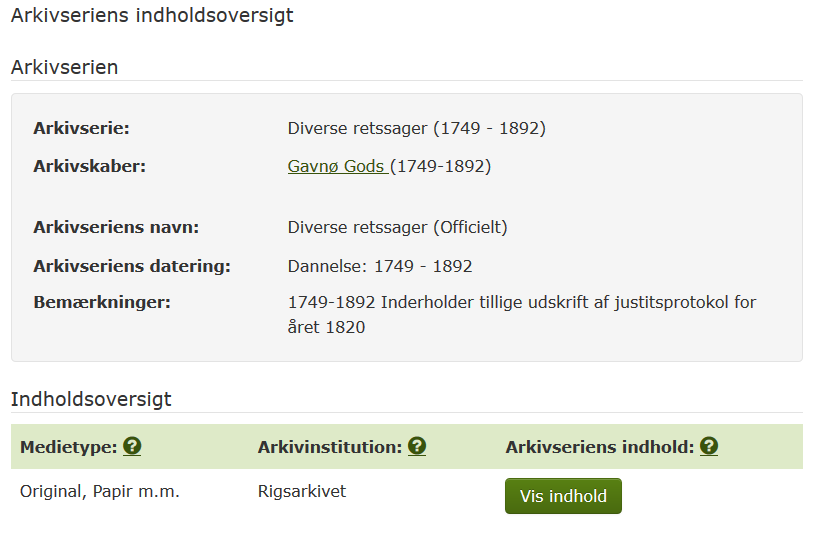 Arkivseriens indholdsoversigt
Arkivserien
Arkivserie: Diverse retssager (1749 - 1892)
Arkivskaber: Gavnø Gods (1749-1892)
Arkivseriens navn: Diverse retssager (Officielt)
Arkivseriens datering: Dannelse: 1749 - 1892
Bemærkninger: 1749-1892 Inderholder tillige udskrift af justitsprotokol for
året 1820
Indholdsoversigt
Medietype: ? Arkivinstitution: ? Arkivseriens indhold: ?
Original, Papir m.m. Rigsarkivet Vis indhold